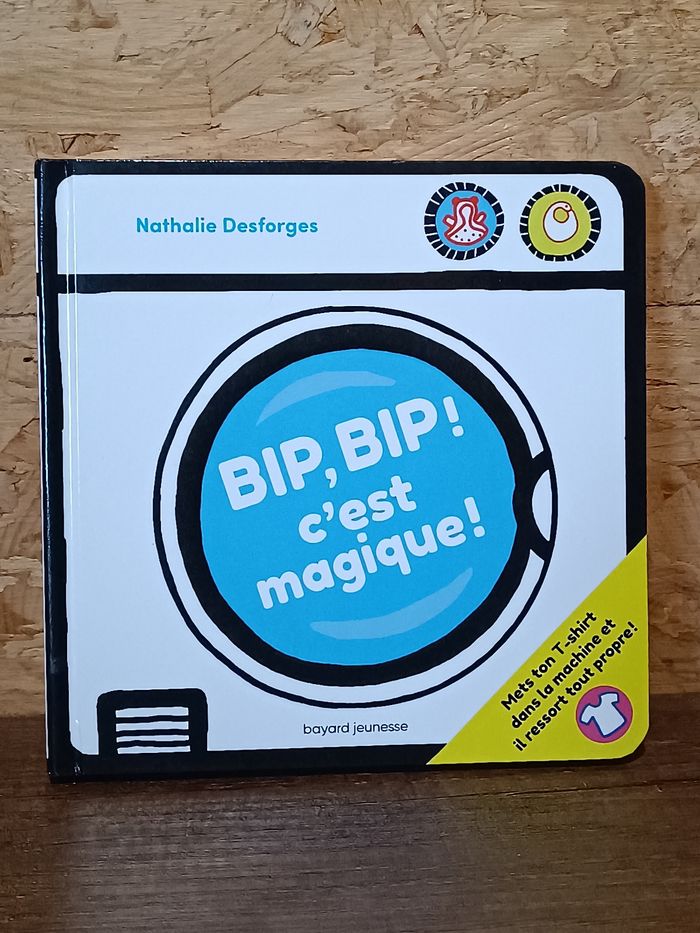 Nathalie Desforges
BIP, BIP !
c'est
magique !
Mets ton T-shirt
dans la machine et
il ressort tout propre !
bayard jeunesse